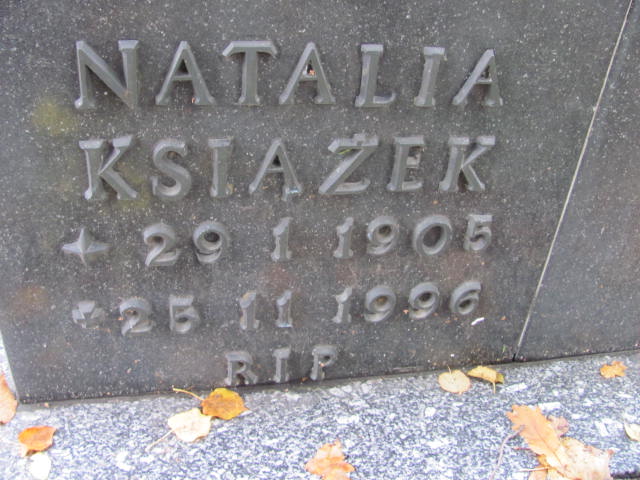 NATALIA
KSIĄŻEK
29 1 1905
25 11 1996
RIP